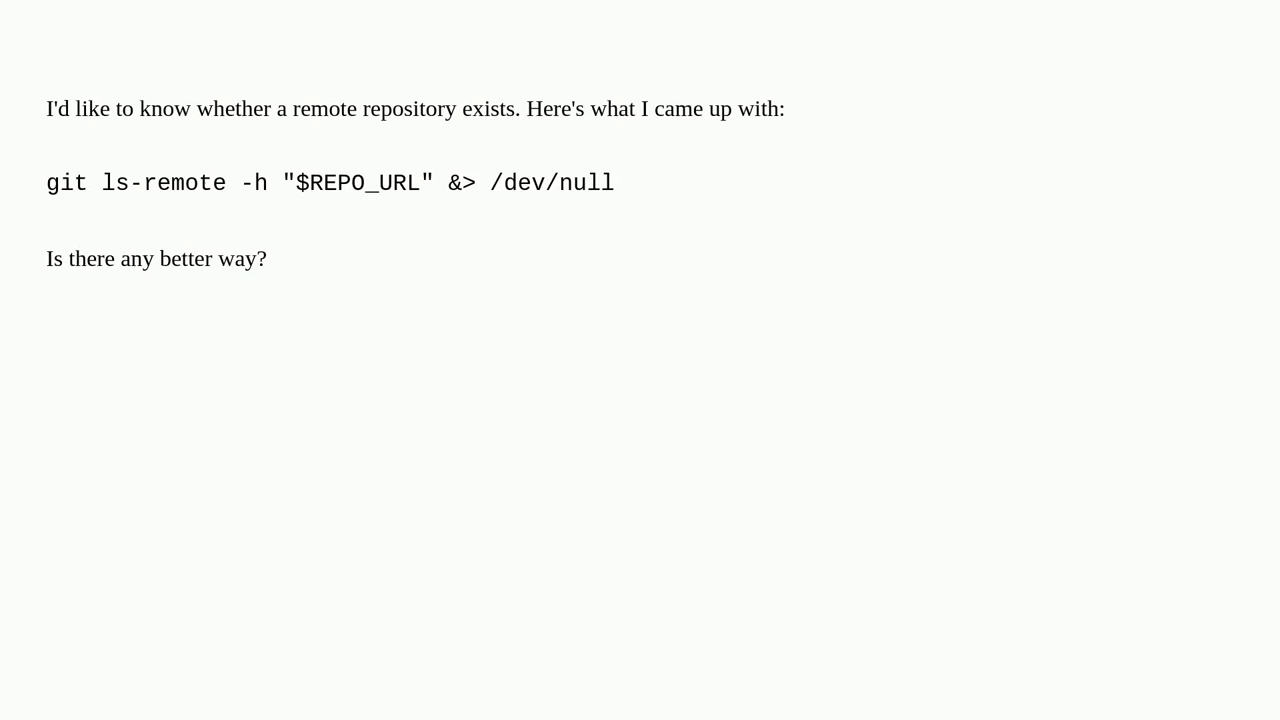 I'd like to know whether a remote repository exists. Here's what I came up with:
git ls-remote -h "$REPO_URL" &> /dev/null
Is there any better way?